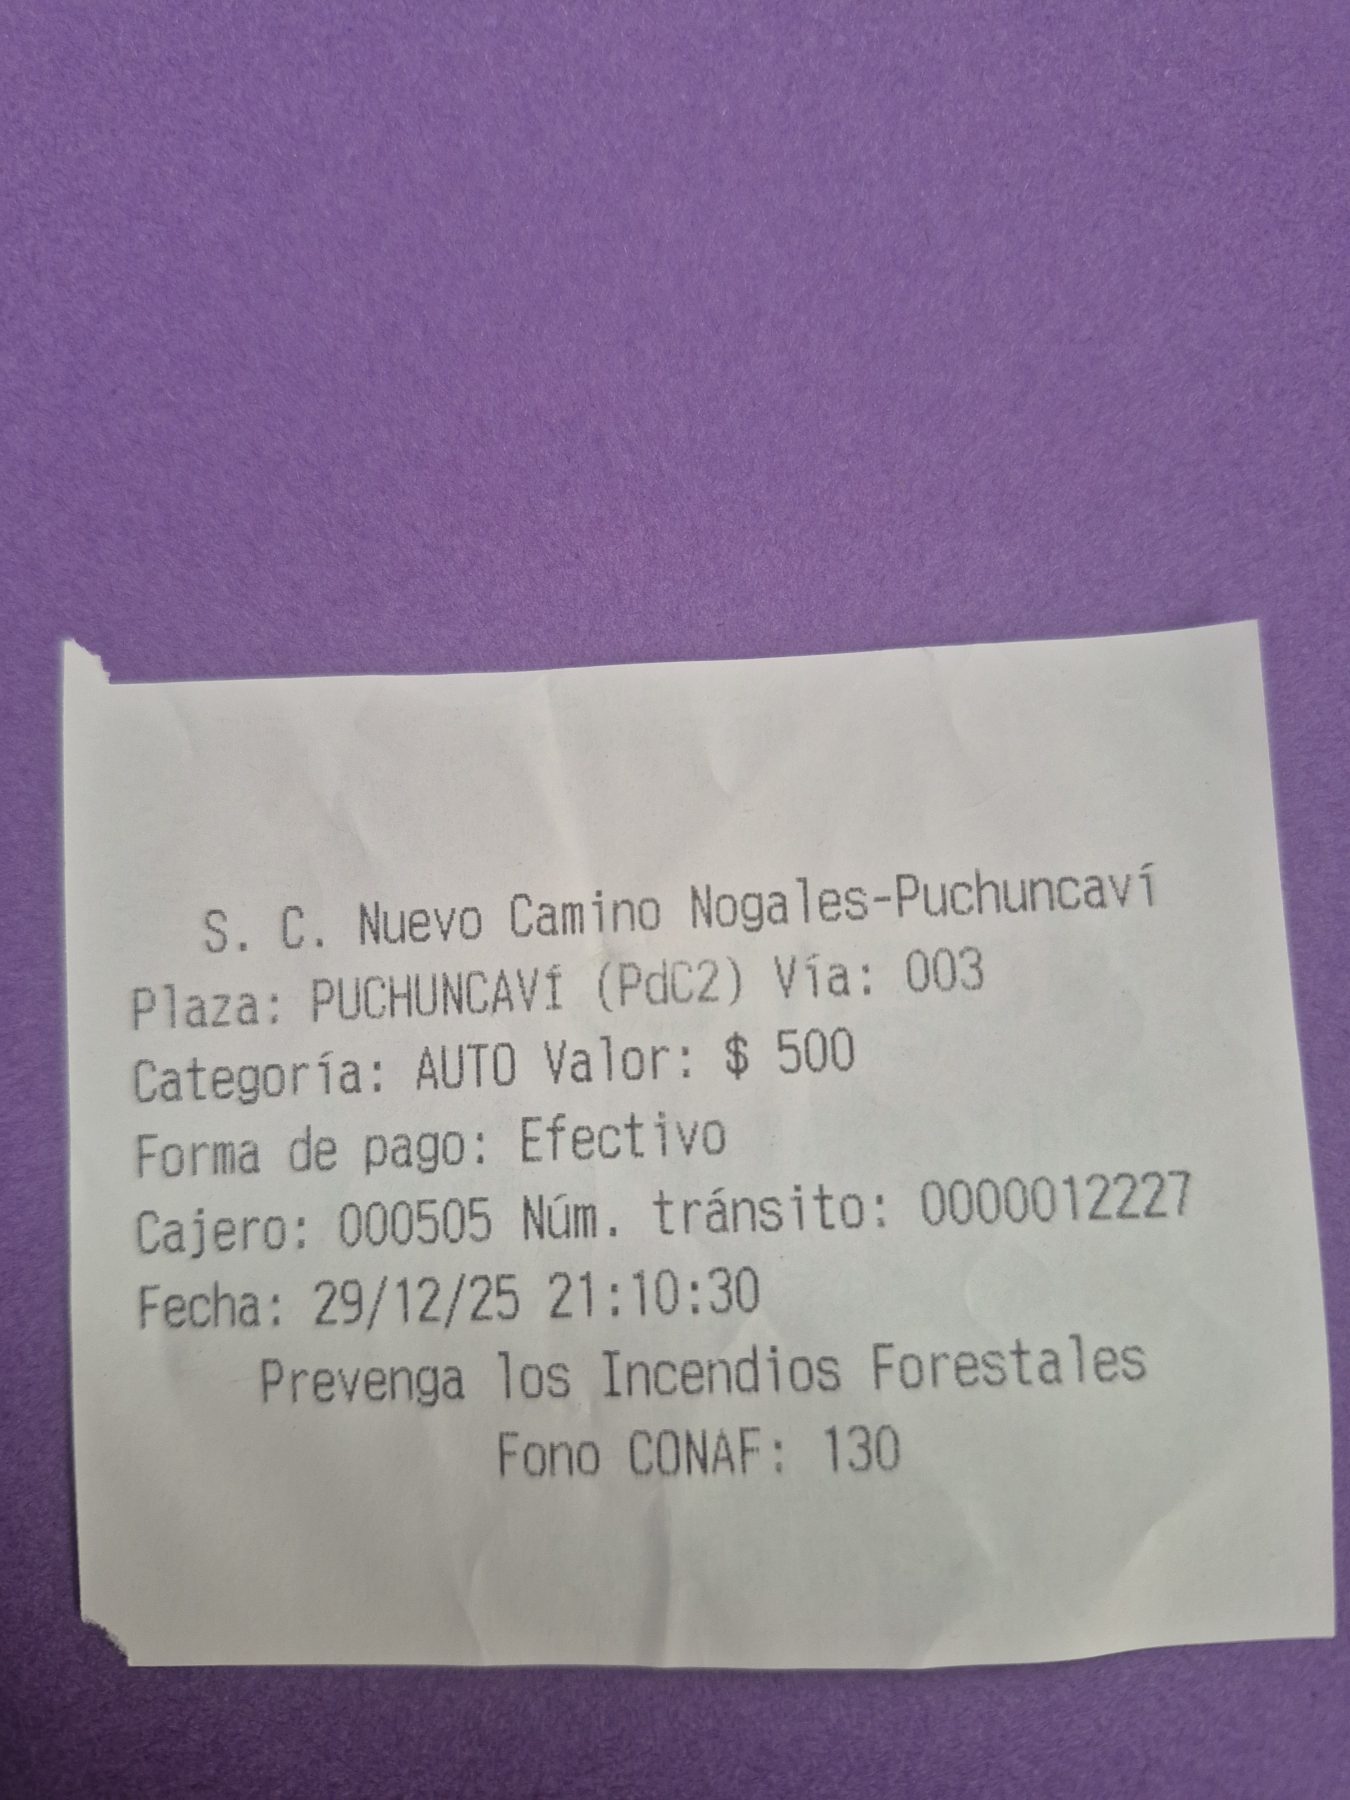 S. C. Nuevo Camino Nogales-Puchuncaví
Plaza: PUCHUNCAVÍ (PdC2) Vía: 003
Categoría: AUTO Valor: $ 500
Forma de pago: Efectivo
Cajero: 000505 Núm. tránsito: 0000012227
Fecha: 29/12/25 21:10:30
Prevenga los Incendios Forestales
Fono CONAF: 130